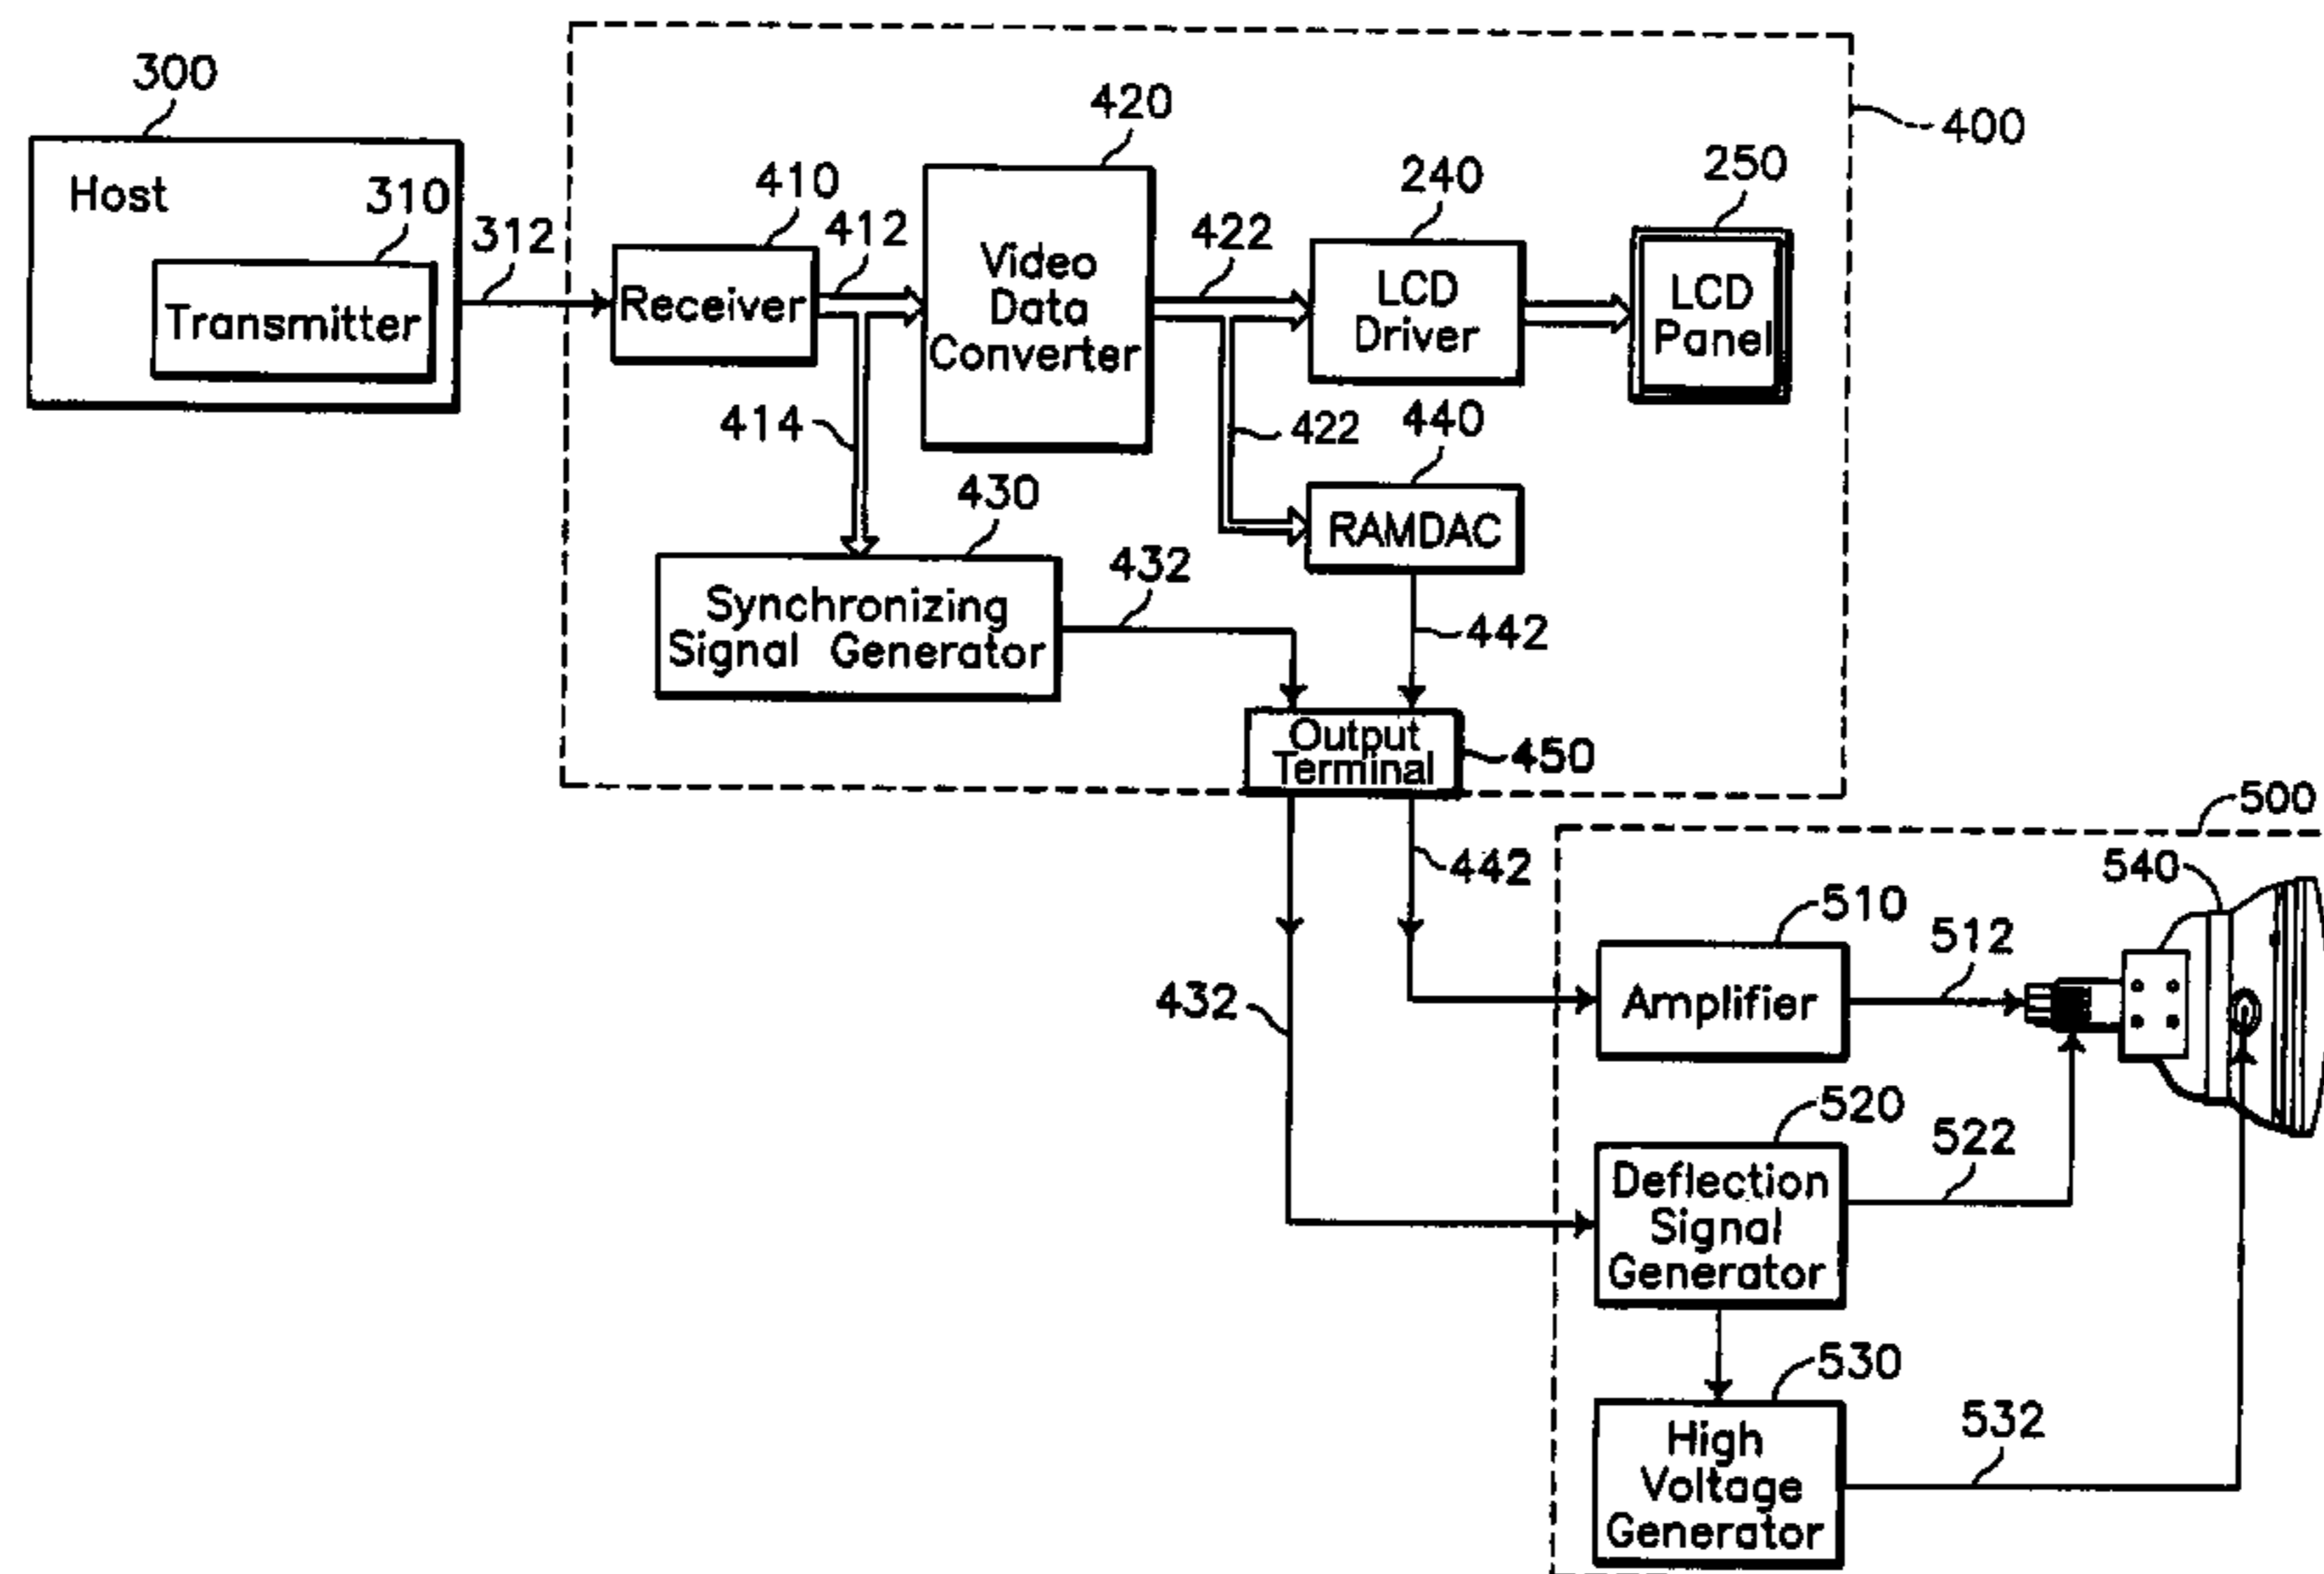 300
Host
310
Transmitter
312
400
410
Receiver
412
414
420
Video
Data
Converter
422
422
240
LCD
Driver
250
LCD
Panel
430
Synchronizing
Signal Generator
432
440
RAMDAC
442
Output
Terminal
450
432
442
500
510
Amplifier
512
540
520
Deflection
Signal
Generator
522
530
High
Voltage
Generator
532